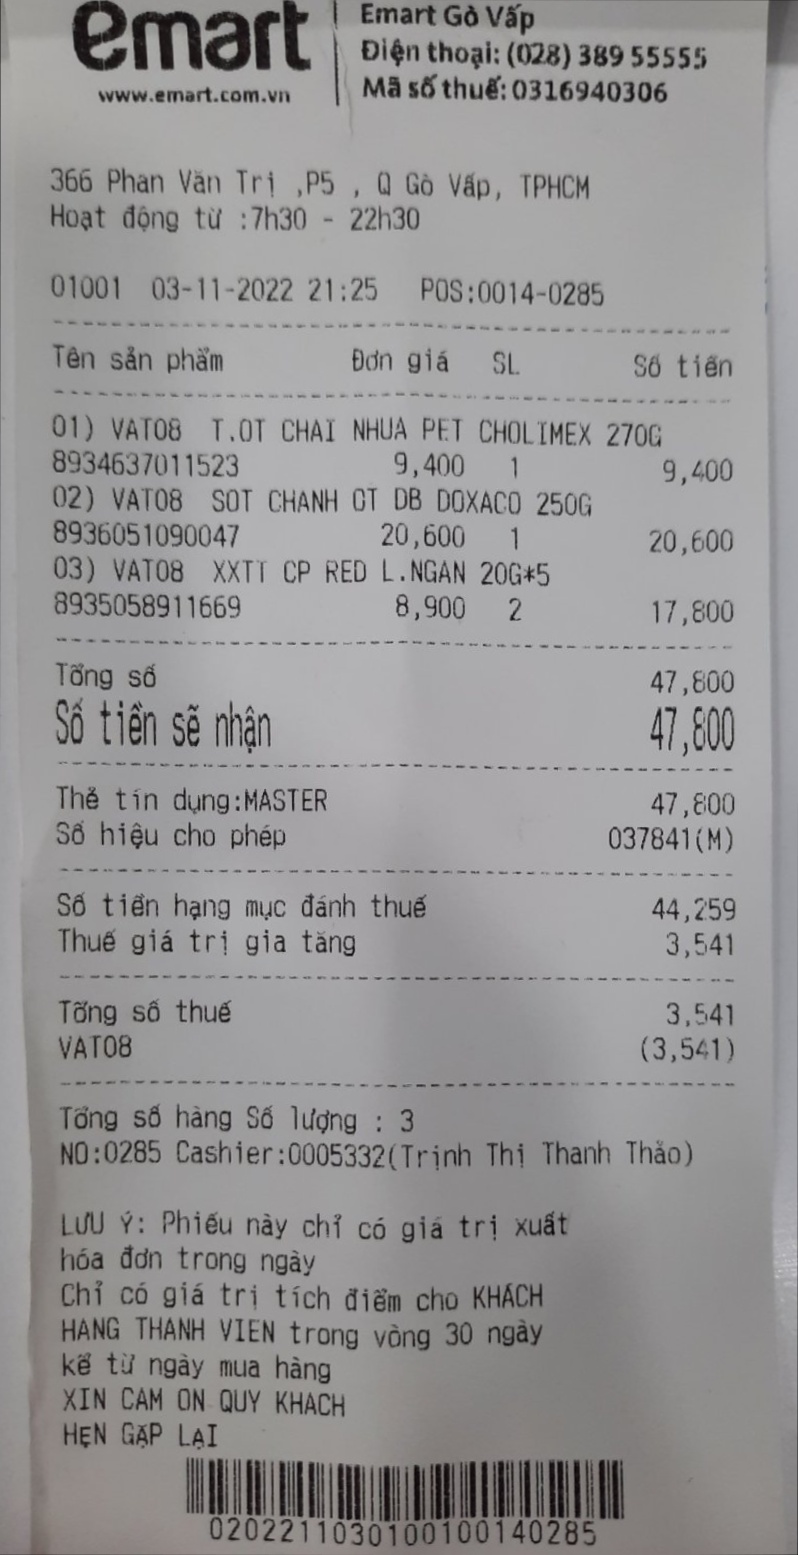 emart
www.emart.com.vn
Emart Gò Vấp
Điện thoại: (028) 389 55555
Mã số thuế: 0316940306
366 Phan Văn Trị ,P5 , Q Gò Vấp, TPHCM
Hoạt động từ :7h30 - 22h30
01001 03-11-2022 21:25 POS:0014-0285
Tên sản phẩm Đơn giá SL Số tiền
01) VAT08 T.OT CHAI NHUA PET CHOLIMEX 270G
8934637011523 9,400 1 9,400
02) VAT08 SOT CHANH OT DB DOXACO 250G
8936051090047 20,600 1 20,600
03) VAT08 XXTT CP RED L.NGAN 20G*5
8935058911669 8,900 2 17,800
Tổng số 47,800
Số tiền sẽ nhận 47,800
Thẻ tín dụng:MASTER 47,800
Số hiệu cho phép 037841(M)
Số tiền hạng mục đánh thuế 44,259
Thuế giá trị gia tăng 3,541
Tổng số thuế 3,541
VAT08 (3,541)
Tổng số hàng Số lượng : 3
NO:0285 Cashier:0005332(Trịnh Thị Thanh Thảo)
LƯU Ý: Phiếu này chỉ có giá trị xuất
hóa đơn trong ngày
Chỉ có giá trị tích điểm cho KHÁCH
HANG THANH VIEN trong vòng 30 ngày
kể từ ngày mua hàng
XIN CAM ON QUY KHACH
HẸN GẶP LẠI
0202211030100100140285